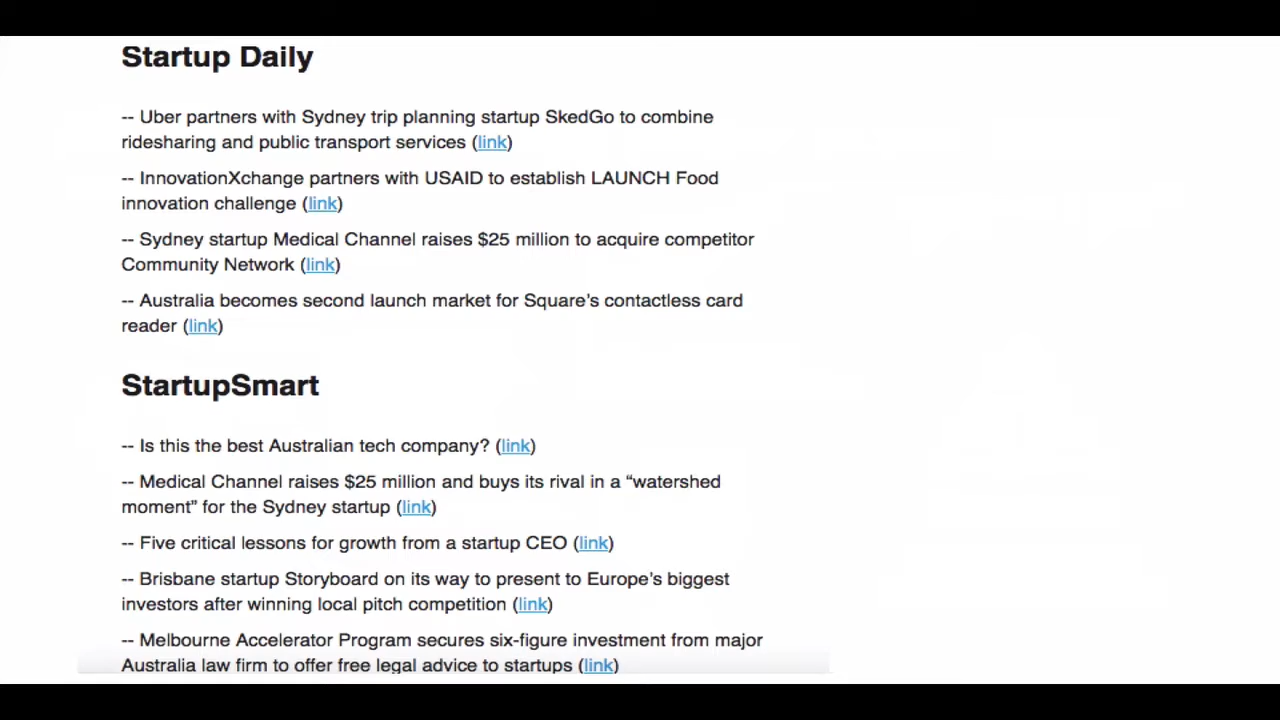 Startup Daily
-- Uber partners with Sydney trip planning startup SkedGo to combine
ridesharing and public transport services (link)
-- InnovationXchange partners with USAID to establish LAUNCH Food
innovation challenge (link)
-- Sydney startup Medical Channel raises $25 million to acquire competitor
Community Network (link)
-- Australia becomes second launch market for Square’s contactless card
reader (link)
StartupSmart
-- Is this the best Australian tech company? (link)
-- Medical Channel raises $25 million and buys its rival in a “watershed
moment” for the Sydney startup (link)
-- Five critical lessons for growth from a startup CEO (link)
-- Brisbane startup Storyboard on its way to present to Europe’s biggest
investors after winning local pitch competition (link)
-- Melbourne Accelerator Program secures six-figure investment from major
Australia law firm to offer free legal advice to startups (link)